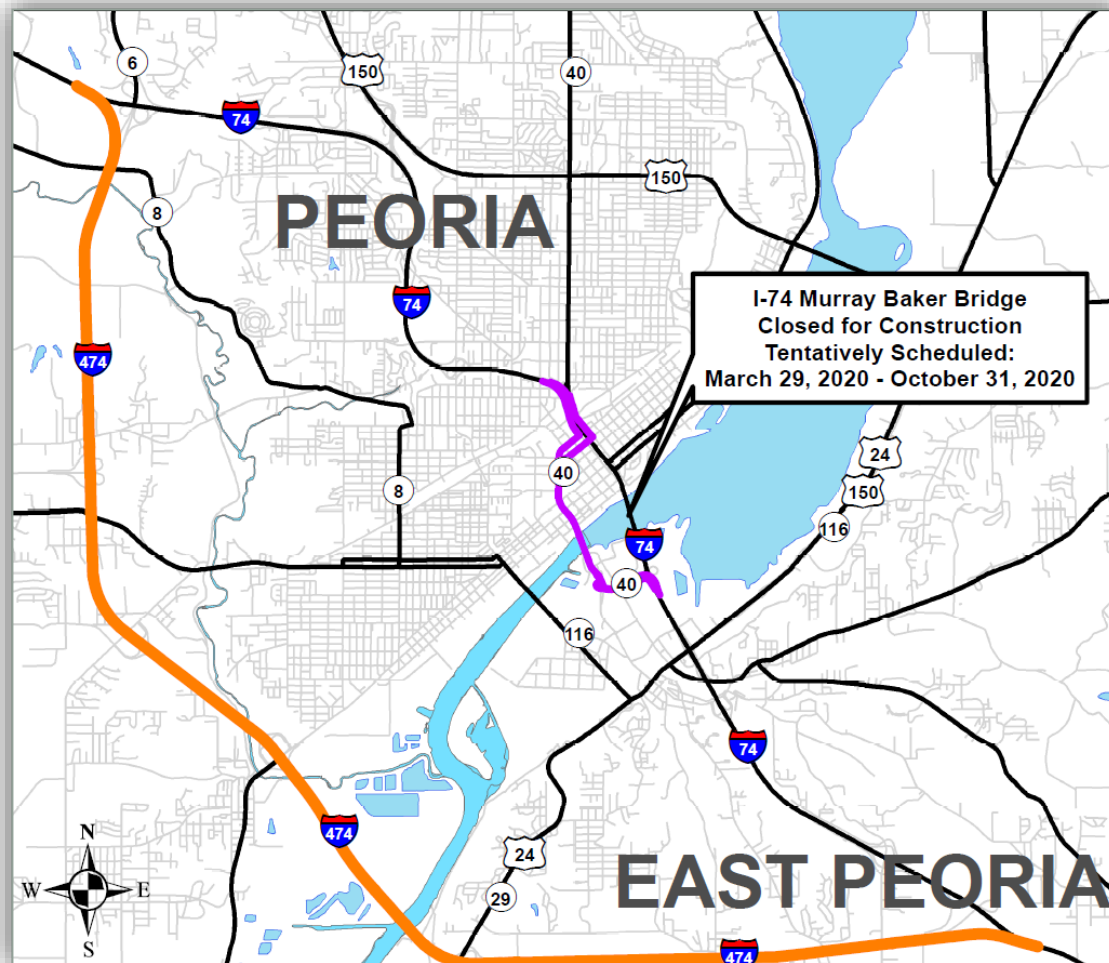 6
150
40
74
150
8
PEORIA
74
I-74 Murray Baker Bridge
Closed for Construction
Tentatively Scheduled:
March 29, 2020 - October 31, 2020
474
24
40
8
150
116
74
40
116
74
474
24
EAST PEORIA
29
N
W E
S
474